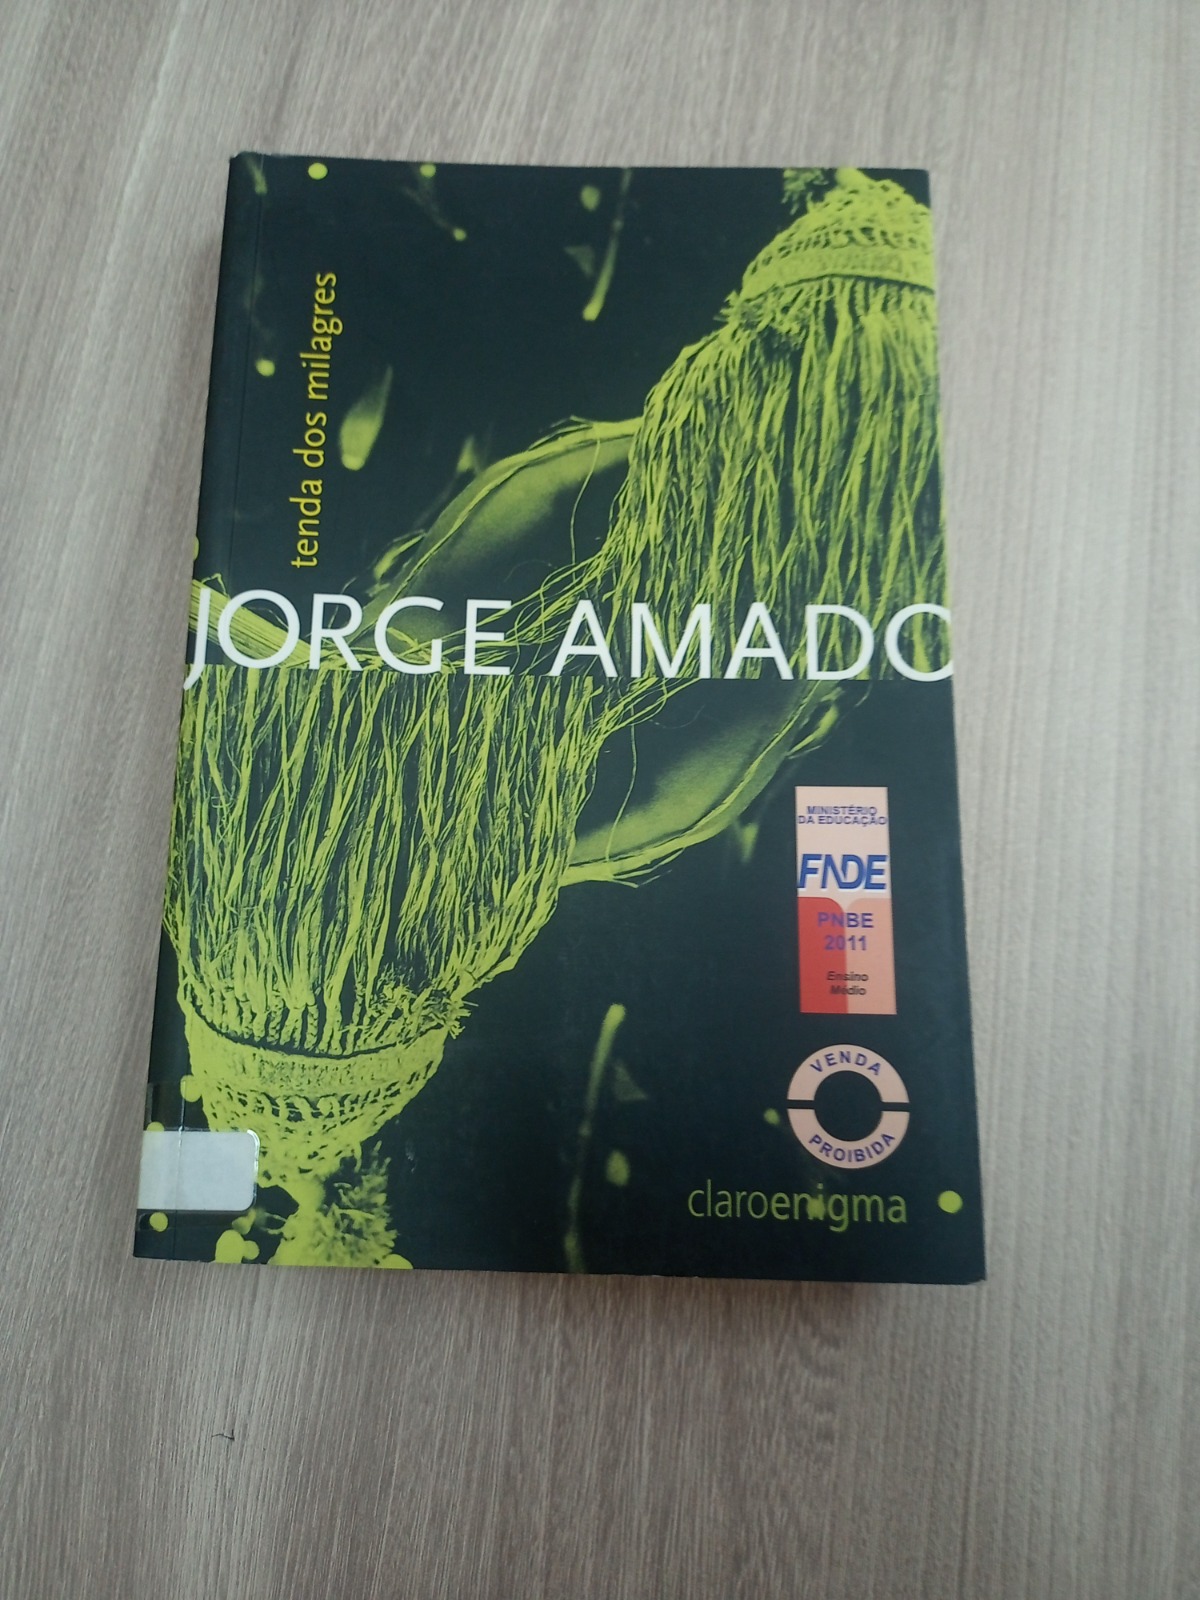 tenda dos milagres
JORGE AMADO
MINISTÉRIO
DA EDUCAÇÃO
FNDE
PNBE
2011
Ensino
Médio
VENDA
PROIBIDA
claroenigma